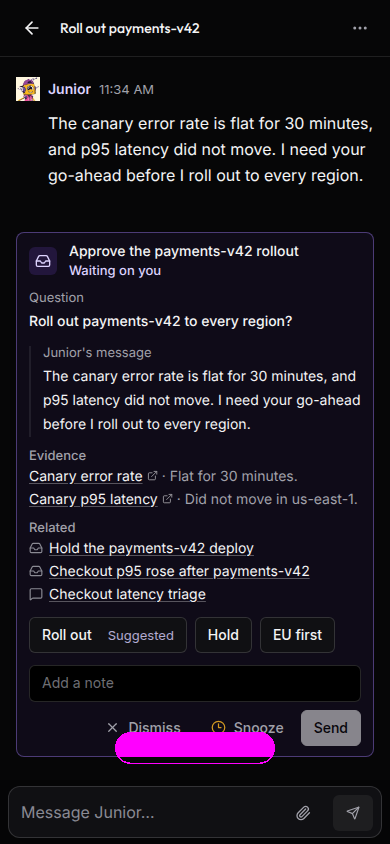 Roll out payments-v42
Junior 11:34 AM
The canary error rate is flat for 30 minutes,
and p95 latency did not move. I need your
go-ahead before I roll out to every region.
Approve the payments-v42 rollout
Waiting on you
Question
Roll out payments-v42 to every region?
Junior's message
The canary error rate is flat for 30 minutes, and
p95 latency did not move. I need your go-ahead
before I roll out to every region.
Evidence
Canary error rate · Flat for 30 minutes.
Canary p95 latency · Did not move in us-east-1.
Related
Hold the payments-v42 deploy
Checkout p95 rose after payments-v42
Checkout latency triage
Roll out Suggested Hold EU first
Add a note
Dismiss Snooze Send
Message Junior...